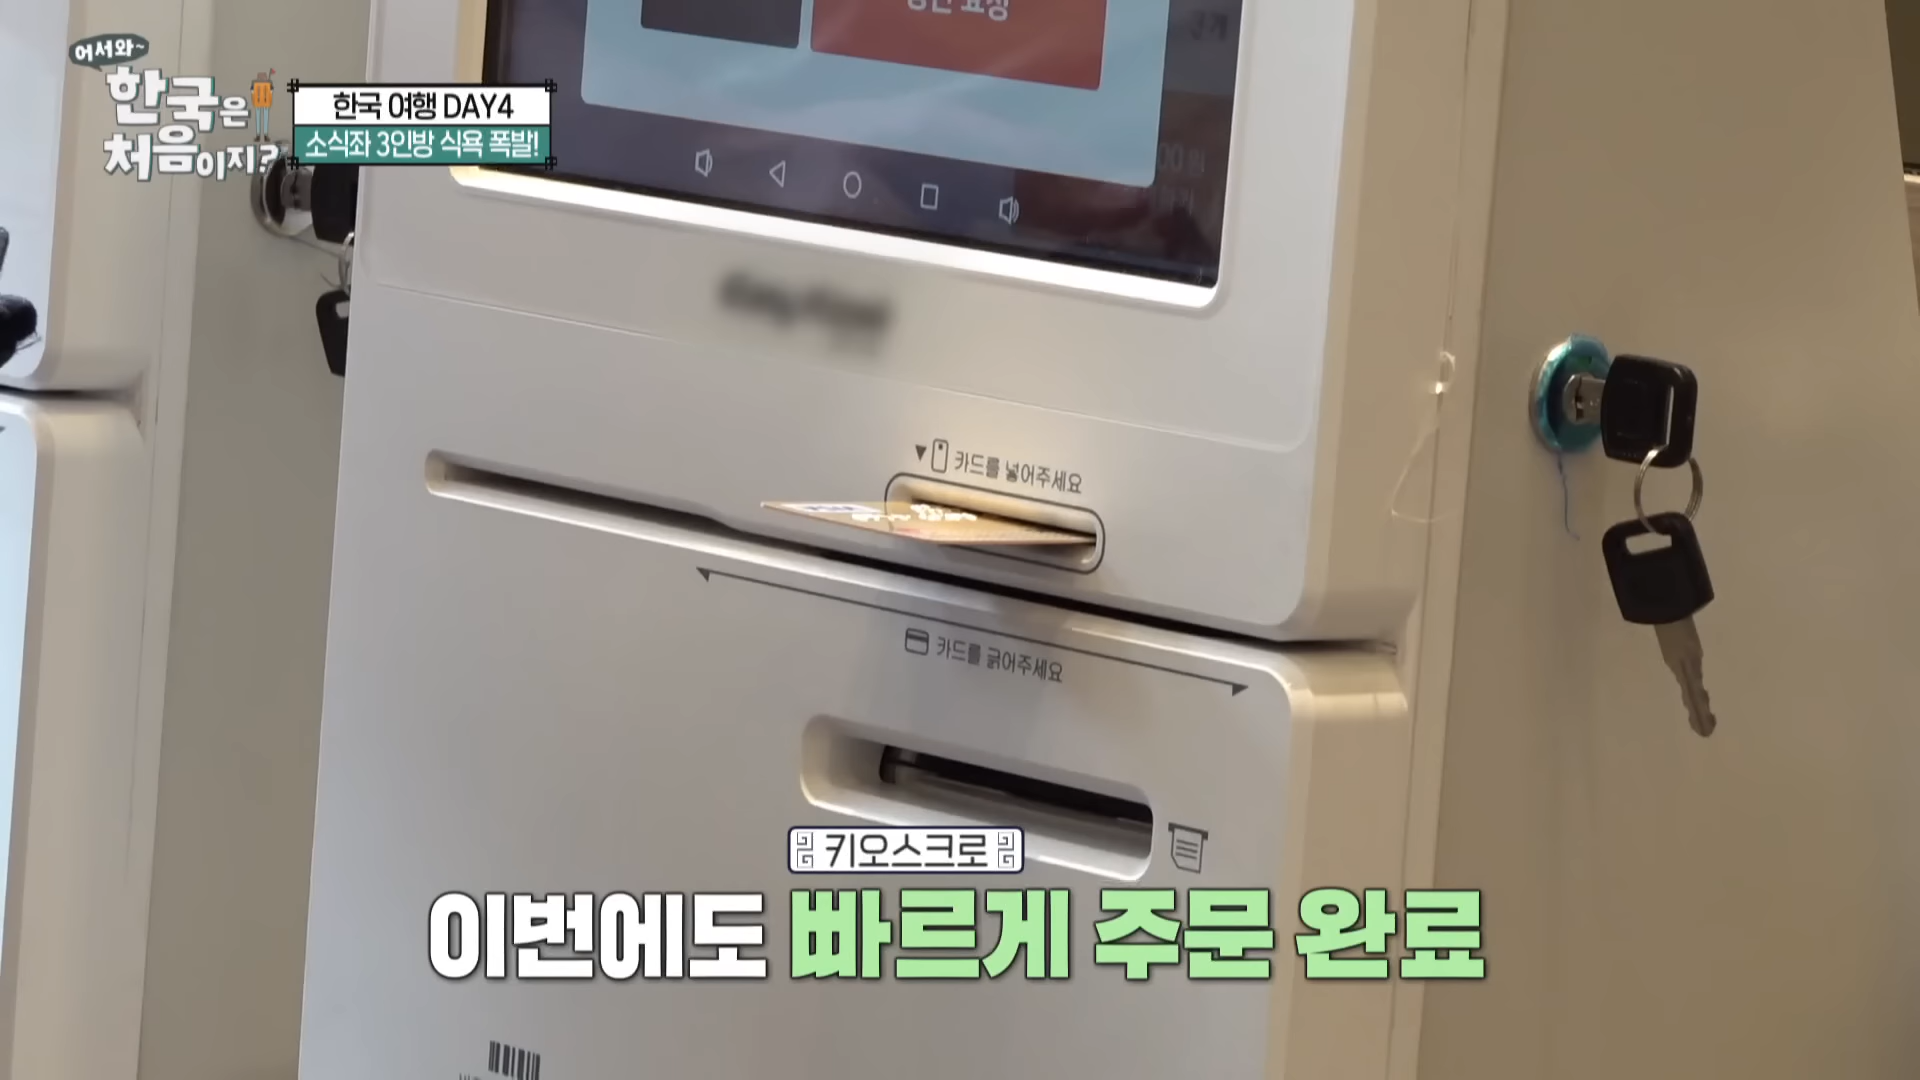 어서와~
한국은
처음이지?
한국 여행 DAY4
소식좌 3인방 식욕 폭발!
카드를 넣어주세요
카드를 긁어주세요
키오스크로
이번에도 빠르게 주문 완료